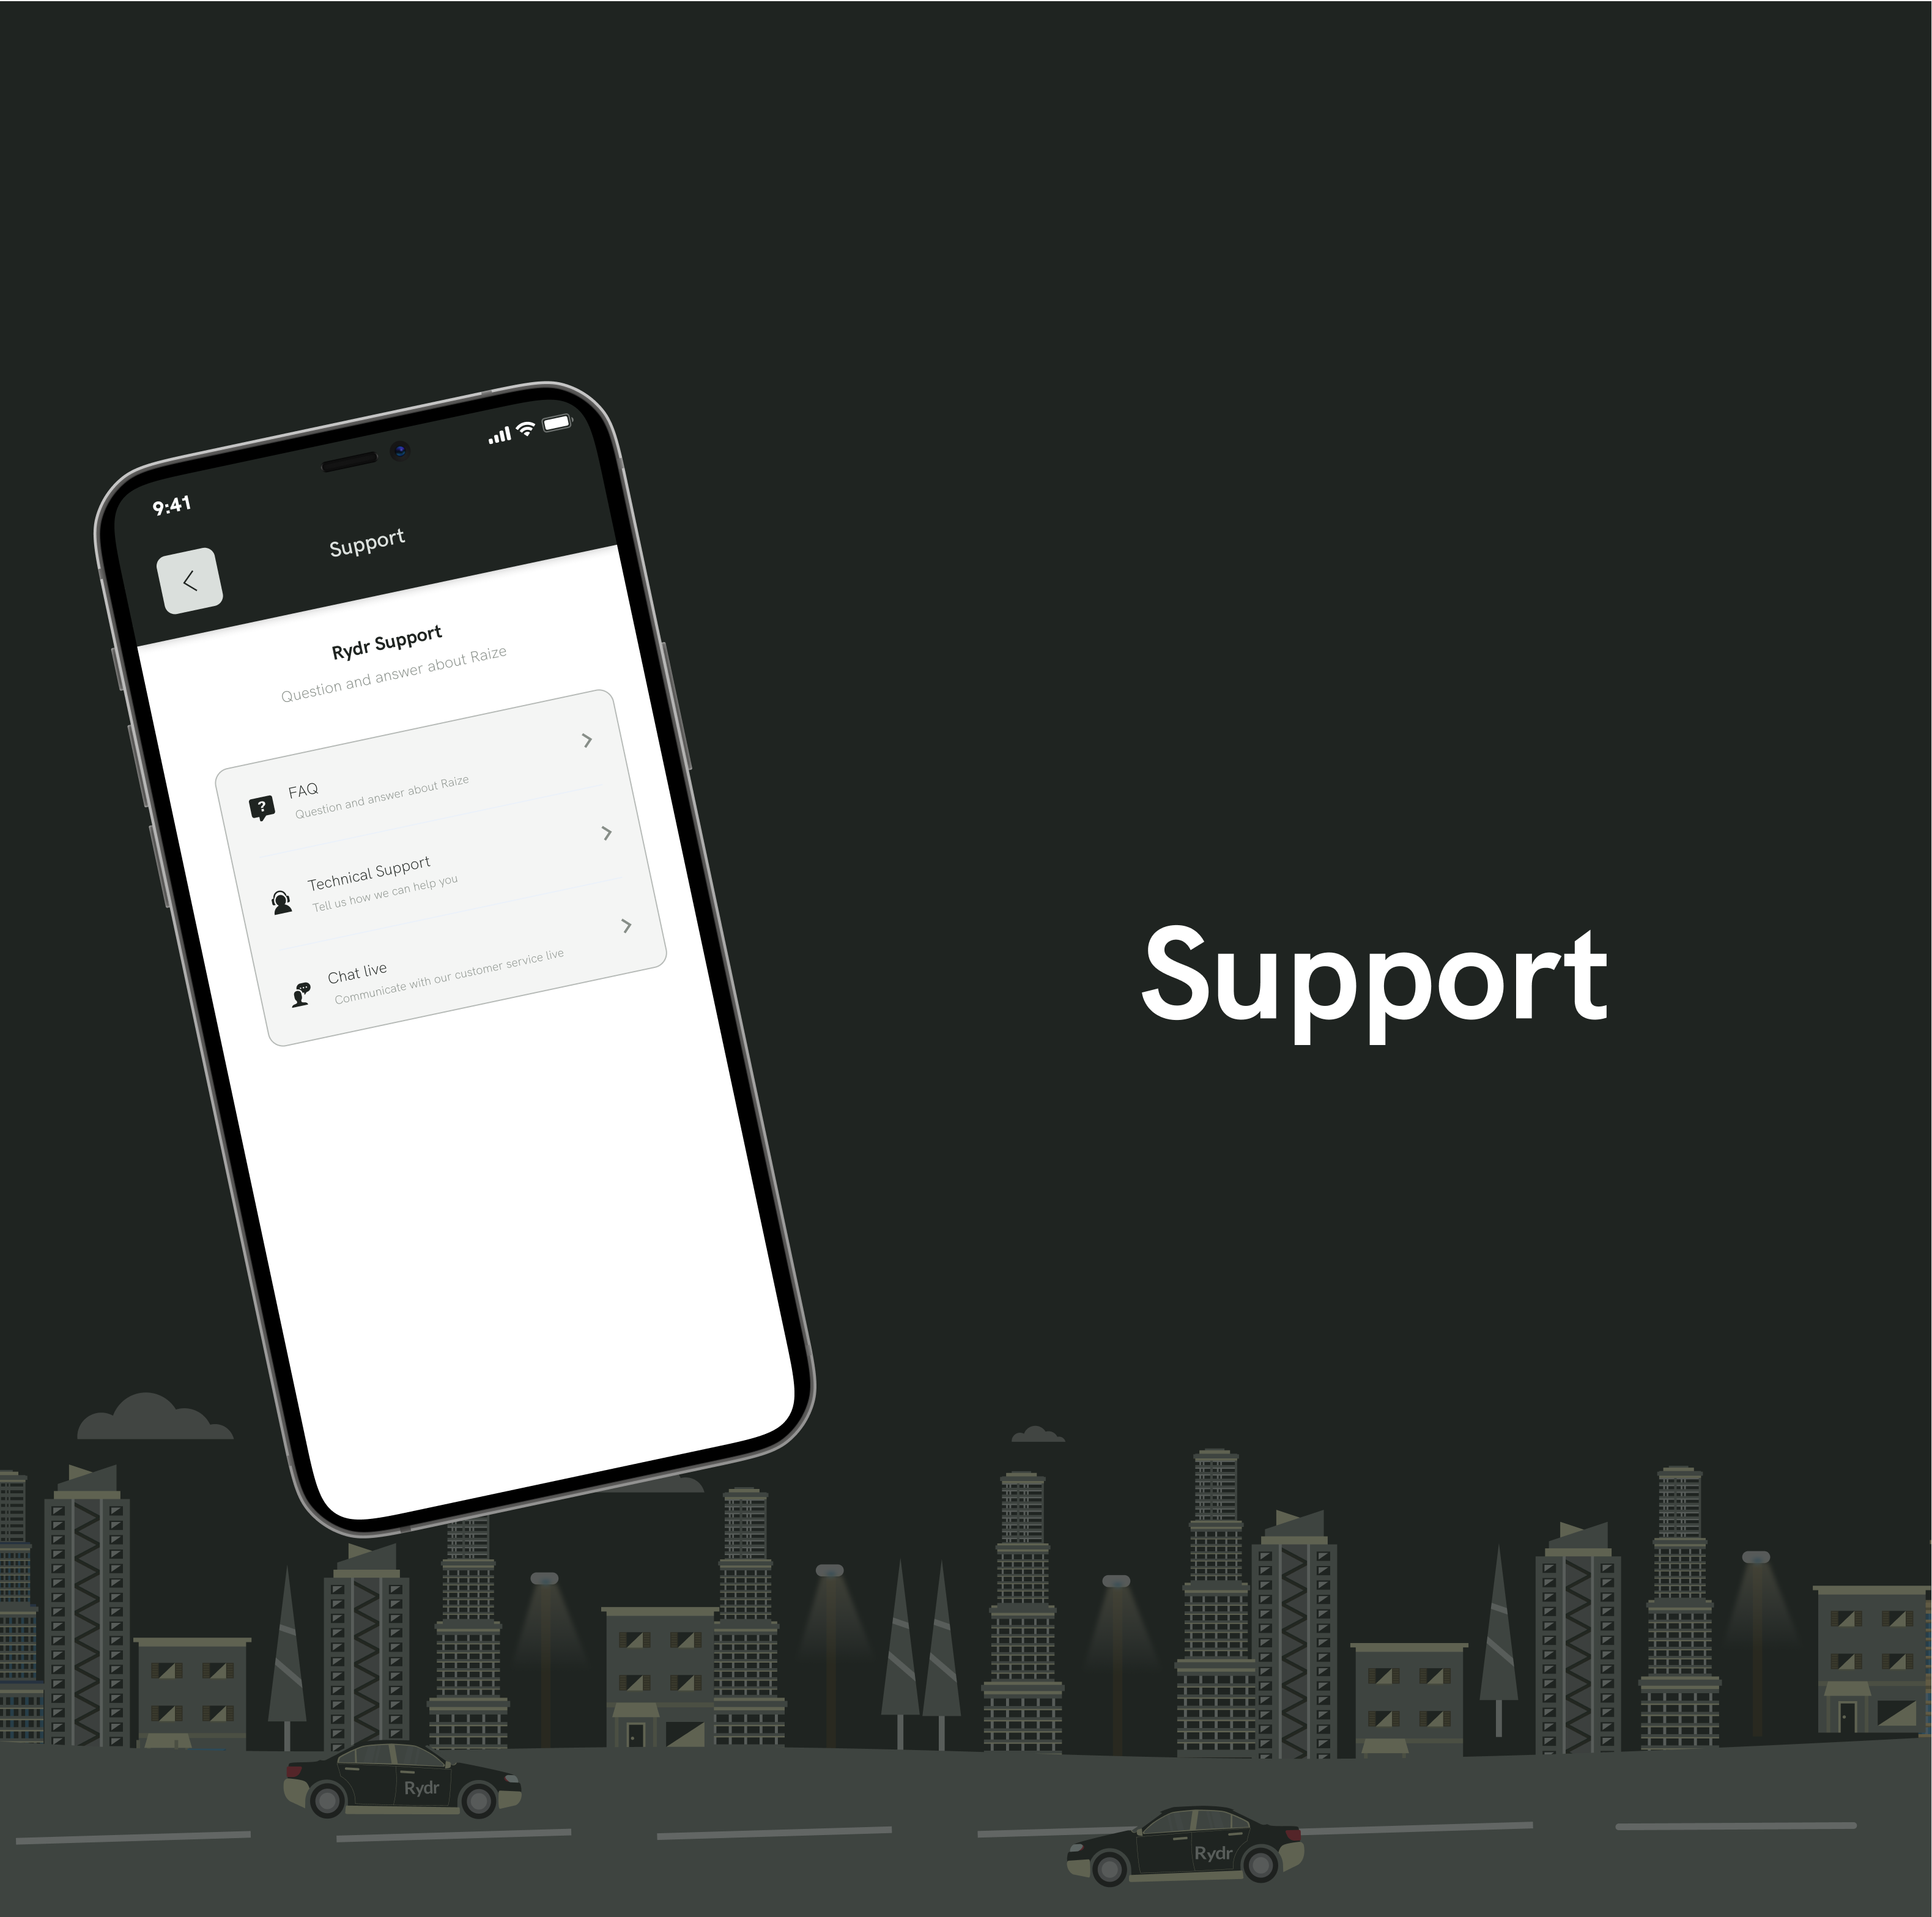 9:41
Support
Rydr Support
Question and answer about Raize
FAQ
Question and answer about Raize
Technical Support
Tell us how we can help you
Chat live
Communicate with our customer service live
Support
Rydr
Rydr